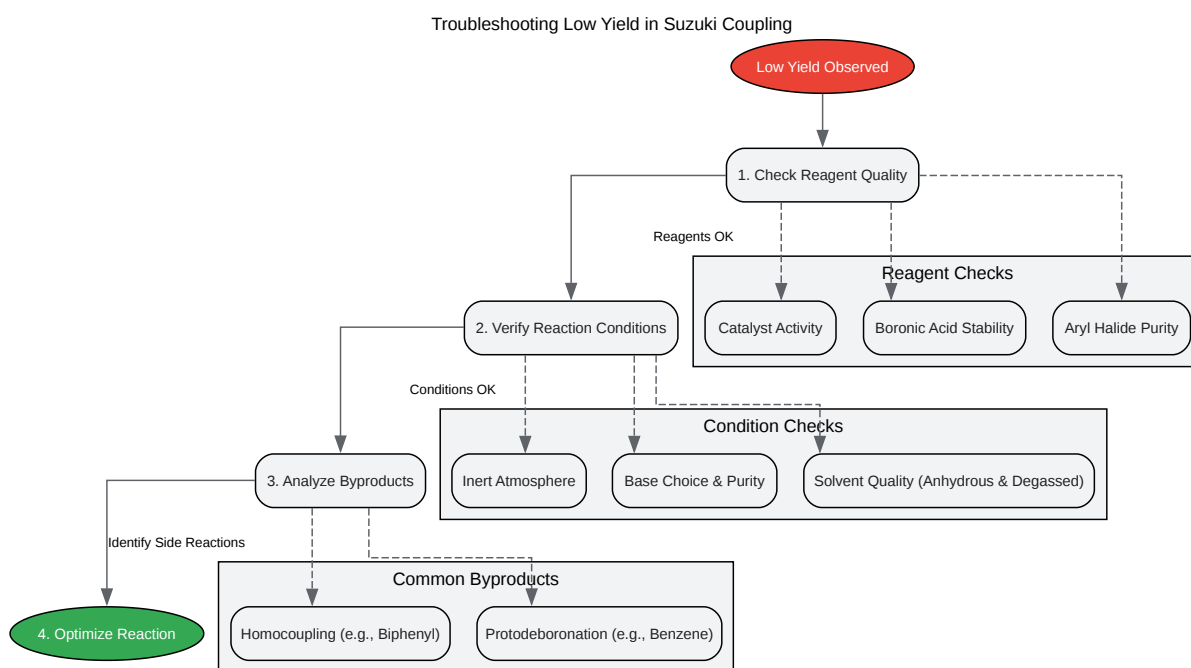 Troubleshooting Low Yield in Suzuki Coupling
Low Yield Observed
1. Check Reagent Quality
Reagents OK
Reagent Checks
2. Verify Reaction Conditions
Catalyst Activity
Boronic Acid Stability
Aryl Halide Purity
Conditions OK
Condition Checks
3. Analyze Byproducts
Inert Atmosphere
Base Choice & Purity
Solvent Quality (Anhydrous & Degassed)
Identify Side Reactions
Common Byproducts
4. Optimize Reaction
Homocoupling (e.g., Biphenyl)
Protodeboronation (e.g., Benzene)